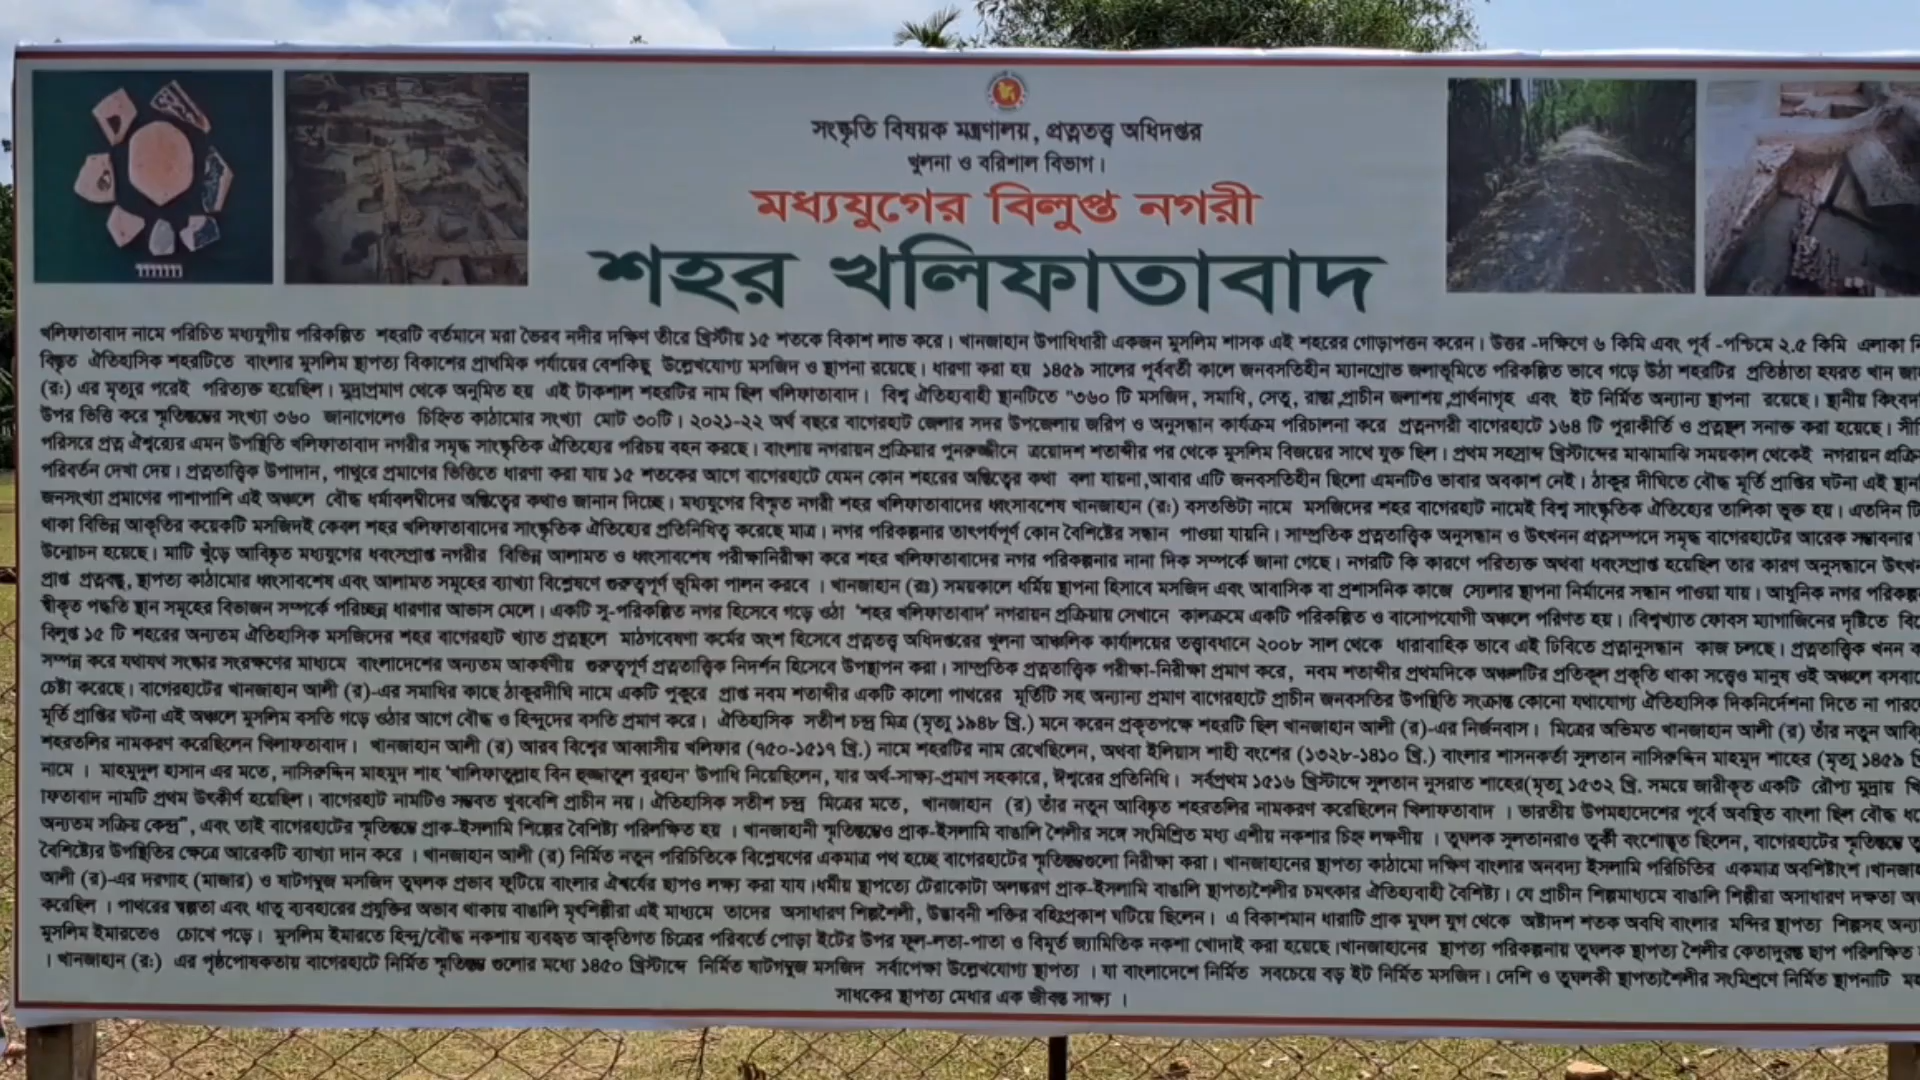 সংস্কৃতি বিষয়ক মন্ত্রণালয়, প্রত্নতত্ত্ব অধিদপ্তর
খুলনা ও বরিশাল বিভাগ।
মধ্যযুগের বিলুপ্ত নগরী
শহর খলিফাতাবাদ
খলিফাতাবাদ নামে পরিচিত মধ্যযুগীয় পরিকল্পিত শহরটি বর্তমানে মরা ভৈরব নদীর দক্ষিণ তীরে খ্রিস্টীয় ১৫ শতকে বিকাশ লাভ করে। খানজাহান উপাধিধারী একজন মুসলিম শাসক এই শহরের গোড়াপত্তন করেন। উত্তর -দক্ষিণে ৬ কিমি এবং পূর্ব -পশ্চিমে ২.৫ কিমি এলাকা
বিস্তৃত ঐতিহাসিক শহরটিতে বাংলার মুসলিম স্থাপত্য বিকাশের প্রাথমিক পর্যায়ের বেশকিছু উল্লেখযোগ্য মসজিদ ও স্থাপনা রয়েছে। ধারণা করা হয় ১৪৫৯ সালের পূর্ববর্তী কালে জনবসতিহীন ম্যানগ্রোভ জলাভূমিতে পরিকল্পিত ভাবে গড়ে উঠা শহরটির প্রতিষ্ঠাতা হযরত খান
(রঃ) এর মৃত্যুর পরেই পরিত্যক্ত হয়েছিল। মুদ্রাপ্রমাণ থেকে অনুমিত হয় এই টাকশাল শহরটির নাম ছিল খলিফাতাবাদ। বিশ্ব ঐতিহ্যবাহী স্থানটিতে "৩৬০ টি মসজিদ, সমাধি, সেতু, রাস্তা,প্রাচীন জলাশয়,প্রার্থনাগৃহ এবং ইট নির্মিত অন্যান্য স্থাপনা রয়েছে। স্থানীয়
উপর ভিত্তি করে স্মৃতিস্তম্ভের সংখ্যা ৩৬০ জানাগেলেও চিহ্নিত কাঠামোর সংখ্যা মোট ৩০টি। ২০২১-২২ অর্থ বছরে বাগেরহাট জেলার সদর উপজেলায় জরিপ ও অনুসন্ধান কার্যক্রম পরিচালনা করে প্রত্ননগরী বাগেরহাটে ১৬৪ টি পুরাকীর্তি ও প্রত্নস্থল সনাক্ত করা হয়েছে।
পরিসরে প্রত্ন ঐশ্বর্যের এমন উপস্থিতি খলিফাতাবাদ নগরীর সমৃদ্ধ সাংস্কৃতিক ঐতিহ্যের পরিচয় বহন করছে। বাংলায় নগরায়ন প্রক্রিয়ার পুনরুজ্জীনে ত্রয়োদশ শতাব্দীর পর থেকে মুসলিম বিজয়ের সাথে যুক্ত ছিল। প্রথম সহস্রাব্দ খ্রিস্টাব্দের মাঝামাঝি সময়কাল থেকেই নগরায়ন
পরিবর্তন দেখা দেয়। প্রত্নতাত্ত্বিক উপাদান, পাথুরে প্রমাণের ভিত্তিতে ধারণা করা যায় ১৫ শতকের আগে বাগেরহাটে যেমন কোন শহরের অস্তিত্বের কথা বলা যায়না,আবার এটি জনবসতিহীন ছিলো এমনটিও ভাবার অবকাশ নেই। ঠাকুর দীঘিতে বৌদ্ধ মূর্তি প্রাপ্তির ঘটনা এই
জনসংখ্যা প্রমাণের পাশাপাশি এই অঞ্চলে বৌদ্ধ ধর্মাবলম্বীদের অস্তিত্বের কথাও জানান দিচ্ছে। মধ্যযুগের বিস্মৃত নগরী শহর খলিফাতাবাদের ধ্বংসাবশেষ খানজাহান (রঃ) বসতভিটা নামে মসজিদের শহর বাগেরহাট নামেই বিশ্ব সাংস্কৃতিক ঐতিহ্যের তালিকা ভুক্ত হয়। এতদিন
থাকা বিভিন্ন আকৃতির কয়েকটি মসজিদই কেবল শহর খলিফাতাবাদের সাংস্কৃতিক ঐতিহ্যের প্রতিনিধিত্ব করেছে মাত্র। নগর পরিকল্পনার তাৎপর্যপূর্ণ কোন বৈশিষ্টের সন্ধান পাওয়া যায়নি। সাম্প্রতিক প্রত্নতাত্ত্বিক অনুসন্ধান ও উৎখনন প্রত্নসম্পদে সমৃদ্ধ বাগেরহাটের আরেক সম্ভাবনার
উন্মোচন হয়েছে। মাটি খুঁড়ে আবিষ্কৃত মধ্যযুগের ধ্বংসপ্রাপ্ত নগরীর বিভিন্ন আলামত ও ধ্বংসাবশেষ পরীক্ষানিরীক্ষা করে শহর খলিফাতাবাদের নগর পরিকল্পনার নানা দিক সম্পর্কে জানা গেছে। নগরটি কি কারণে পরিত্যক্ত অথবা ধ্বংসপ্রাপ্ত হয়েছিল তার কারণ অনুসন্ধানে
প্রাপ্ত প্রত্নবস্তু, স্থাপত্য কাঠামোর ধ্বংসাবশেষ এবং আলামত সমূহের ব্যাখ্যা বিশ্লেষণে গুরুত্বপূর্ণ ভূমিকা পালন করবে । খানজাহান (রঃ) সময়কালে ধর্মিয় স্থাপনা হিসাবে মসজিদ এবং আবাসিক বা প্রশাসনিক কাজে স্যেলার স্থাপনা নির্মানের সন্ধান পাওয়া যায়। আধুনিক নগর
স্বীকৃত পদ্ধতি স্থান সমূহের বিভাজন সম্পর্কে পরিচ্ছন্ন ধারণার আভাস মেলে। একটি সু-পরিকল্পিত নগর হিসেবে গড়ে ওঠা 'শহর খলিফাতাবাদ' নগরায়ন প্রক্রিয়ায় সেখানে কালক্রমে একটি পরিকল্পিত ও বাসোপযোগী অঞ্চলে পরিণত হয়। ।বিশ্বখ্যাত ফোবস ম্যাগাজিনের দৃষ্টিতে
বিলুপ্ত ১৫ টি শহরের অন্যতম ঐতিহাসিক মসজিদের শহর বাগেরহাট খ্যাত প্রত্নস্থলে মাঠগবেষণা কর্মের অংশ হিসেবে প্রত্নতত্ত্ব অধিদপ্তরের খুলনা আঞ্চলিক কার্যালয়ের তত্ত্বাবধানে ২০০৮ সাল থেকে ধারাবাহিক ভাবে এই ঢিবিতে প্রত্নানুসন্ধান কাজ চলছে। প্রত্নতাত্ত্বিক খনন
সম্পন্ন করে যথাযথ সংস্কার সংরক্ষণের মাধ্যমে বাংলাদেশের অন্যতম আকর্ষণীয় গুরুত্বপূর্ণ প্রত্নতাত্ত্বিক নিদর্শন হিসেবে উপস্থাপন করা। সাম্প্রতিক প্রত্নতাত্ত্বিক পরীক্ষা-নিরীক্ষা প্রমাণ করে, নবম শতাব্দীর প্রথমদিকে অঞ্চলটির প্রতিকূল প্রকৃতি থাকা সত্ত্বেও মানুষ ওই অঞ্চলে
চেষ্টা করেছে। বাগেরহাটের খানজাহান আলী (র)-এর সমাধির কাছে ঠাকুরদীঘি নামে একটি পুকুরে প্রাপ্ত নবম শতাব্দীর একটি কালো পাথরের মূর্তিটি সহ অন্যান্য প্রমাণ বাগেরহাটে প্রাচীন জনবসতির উপস্থিতি সংক্রান্ত কোনো যথাযোগ্য ঐতিহাসিক দিকনির্দেশনা দিতে না
মূর্তি প্রাপ্তির ঘটনা এই অঞ্চলে মুসলিম বসতি গড়ে ওঠার আগে বৌদ্ধ ও হিন্দুদের বসতি প্রমাণ করে। ঐতিহাসিক সতীশ চন্দ্র মিত্র (মৃত্যু ১৯৪৮ খ্রি.) মনে করেন প্রকৃতপক্ষে শহরটি ছিল খানজাহান আলী (র)-এর নির্জনবাস। মিত্রের অভিমত খানজাহান আলী (র) তাঁর নতুন
শহরতলির নামকরণ করেছিলেন খিলাফাতাবাদ। খানজাহান আলী (র) আরব বিশ্বের আব্বাসীয় খলিফার (৭৫০-১৫১৭ খ্রি.) নামে শহরটির নাম রেখেছিলেন, অথবা ইলিয়াস শাহী বংশের (১৩২৮-১৪১০ খ্রি.) বাংলার শাসনকর্তা সুলতান নাসিরুদ্দিন মাহমুদ শাহের (মৃত্যু ১৪৫৯
নামে । মাহমুদুল হাসান এর মতে, নাসিরুদ্দিন মাহমুদ শাহ 'খালিফাতুল্লাহ বিন হুজ্জাতুল বুরহান' উপাধি নিয়েছিলেন, যার অর্থ-সাক্ষ্য-প্রমাণ সহকারে, ঈশ্বরের প্রতিনিধি। সর্বপ্রথম ১৫১৬ খ্রিস্টাব্দে সুলতান নুসরাত শাহের(মৃত্যু ১৫৩২ খ্রি. সময়ে জারীকৃত একটি রৌপ্য মুদ্রায়
ফাতাবাদ নামটি প্রথম উৎকীর্ণ হয়েছিল। বাগেরহাট নামটিও সম্ভবত খুববেশি প্রাচীন নয়। ঐতিহাসিক সতীশ চন্দ্র মিত্রের মতে, খানজাহান (র) তাঁর নতুন আবিষ্কৃত শহরতলির নামকরণ করেছিলেন খিলাফাতাবাদ । ভারতীয় উপমহাদেশের পূর্বে অবস্থিত বাংলা ছিল বৌদ্ধ
অন্যতম সক্রিয় কেন্দ্র", এবং তাই বাগেরহাটের স্মৃতিস্তম্ভে প্রাক-ইসলামি শিল্পের বৈশিষ্ট্য পরিলক্ষিত হয় । খানজাহানী স্মৃতিস্তম্ভেও প্রাক-ইসলামি বাঙালি শৈলীর সঙ্গে সংমিশ্রিত মধ্য এশীয় নকশার চিহ্ন লক্ষণীয় । তুঘলক সুলতানরাও তুর্কী বংশোদ্ভূত ছিলেন, বাগেরহাটের স্মৃতিস্তম্ভে
বৈশিষ্ট্যের উপস্থিতির ক্ষেত্রে আরেকটি ব্যাখ্যা দান করে । খানজাহান আলী (র) নির্মিত নতুন পরিচিতিকে বিশ্লেষণের একমাত্র পথ হচ্ছে বাগেরহাটের স্মৃতিস্তম্ভগুলো নিরীক্ষা করা। খানজাহানের স্থাপত্য কাঠামো দক্ষিণ বাংলার অনবদ্য ইসলামি পরিচিতির একমাত্র অবশিষ্টাংশ।
আলী (র)-এর দরগাহ (মাজার) ও ষাটগম্বুজ মসজিদ তুঘলক প্রভাব ফুটিয়ে বাংলার ঐশ্বর্যের ছাপও লক্ষ্য করা যায়।ধর্মীয় স্থাপত্যে টেরাকোটা অলঙ্করণ প্রাক-ইসলামি বাঙালি স্থাপত্যশৈলীর চমৎকার ঐতিহ্যবাহী বৈশিষ্ট্য। যে প্রাচীন শিল্পমাধ্যমে বাঙালি শিল্পীরা অসাধারণ দক্ষতা
করেছিল । পাথরের স্বল্পতা এবং ধাতু ব্যবহারের প্রযুক্তির অভাব থাকায় বাঙালি মৃৎশিল্পীরা এই মাধ্যমে তাদের অসাধারণ শিল্পশৈলী, উদ্ভাবনী শক্তির বহিঃপ্রকাশ ঘটিয়ে ছিলেন। এ বিকাশমান ধারাটি প্রাক মুঘল যুগ থেকে অষ্টাদশ শতক অবধি বাংলার মন্দির স্থাপত্য শিল্পসহ
মুসলিম ইমারতেও চোখে পড়ে। মুসলিম ইমারতে হিন্দু/বৌদ্ধ নকশায় ব্যবহৃত আকৃতিগত চিত্রের পরিবর্তে পোড়া ইটের উপর ফুল-লতা-পাতা ও বিমূর্ত জ্যামিতিক নকশা খোদাই করা হয়েছে।খানজাহানের স্থাপত্য পরিকল্পনায় তুঘলক স্থাপত্য শৈলীর কেতাদুরস্ত ছাপ পরিলক্ষিত
। খানজাহান (রঃ) এর পৃষ্ঠপোষকতায় বাগেরহাটে নির্মিত স্মৃতিস্তম্ভ গুলোর মধ্যে ১৪৫০ খ্রিস্টাব্দে নির্মিত ষাটগম্বুজ মসজিদ সর্বাপেক্ষা উল্লেখযোগ্য স্থাপত্য । যা বাংলাদেশে নির্মিত সবচেয়ে বড় ইট নির্মিত মসজিদ। দেশি ও তুঘলকী স্থাপত্যশৈলীর সংমিশ্রণে নির্মিত স্থাপনাটি
সাধকের স্থাপত্য মেধার এক জীবন্ত সাক্ষ্য ।